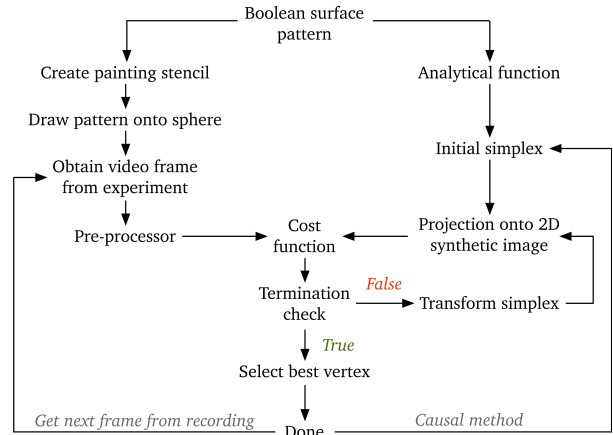 Boolean surface
pattern
Create painting stencil
Analytical function
Draw pattern onto sphere
Initial simplex
Obtain video frame
from experiment
Pre-processor
Cost
function
Projection onto 2D
synthetic image
False
Termination
check
Transform simplex
True
Select best vertex
Get next frame from recording
Causal method
Done